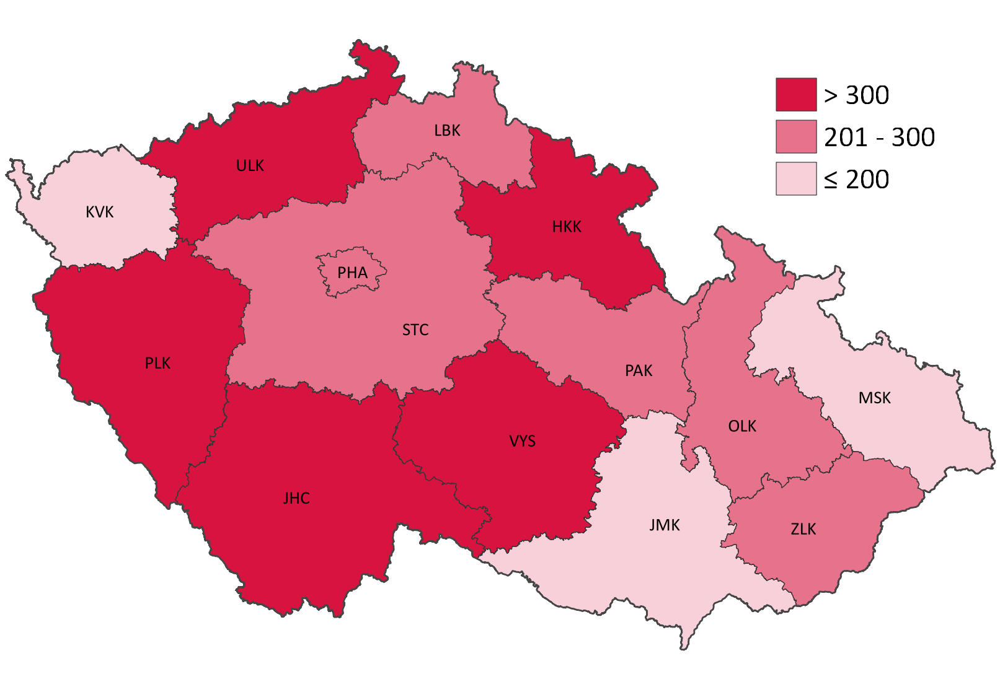 > 300
201 - 300
≤ 200
LBK
ULK
KVK
HKK
PHA
STC
PLK
PAK
MSK
OLK
VYS
JHC
JMK
ZLK